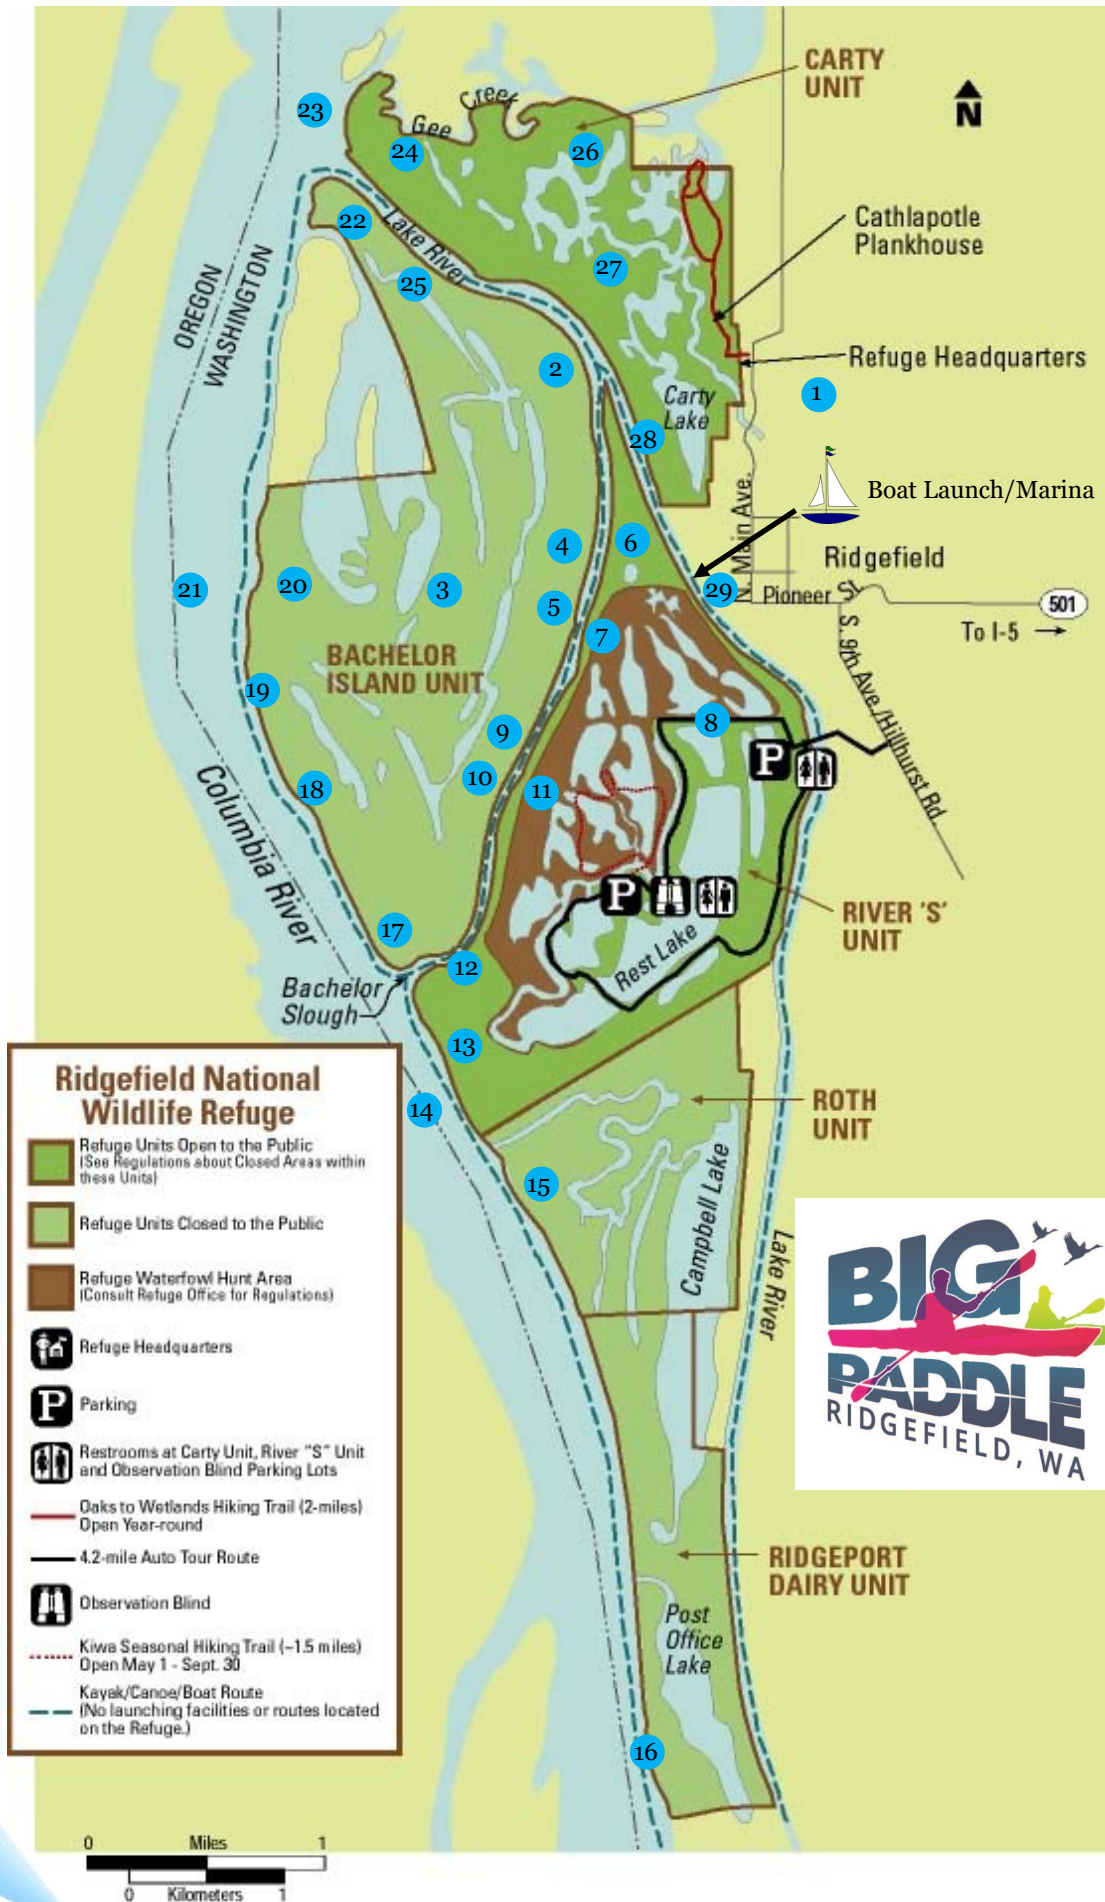 CARTY
UNIT
N
23
Gee Creek
24
26
22
Lake River
25
27
Cathlapotle
Plankhouse
OREGON
WASHINGTON
Refuge Headquarters
2
1
Carty
Lake
28
Boat Launch/Marina
N. Main Ave.
4
6
Ridgefield
21
20
3
5
29
Pioneer St.
501
To I-5
7
S. 9th Ave./Hillhurst Rd.
BACHELOR
ISLAND UNIT
19
8
9
P
10
11
18
Columbia River
P
RIVER 'S'
UNIT
17
12
Rest Lake
Bachelor
Slough
13
14
ROTH
UNIT
15
Campbell Lake
Lake River
Ridgefield National
Wildlife Refuge
Refuge Units Open to the Public
(See Regulations about Closed Areas within
these Units)
Refuge Units Closed to the Public
Refuge Waterfowl Hunt Area
(Consult Refuge Office for Regulations)
Refuge Headquarters
P
Parking
Restrooms at Carty Unit, River "S" Unit
and Observation Blind Parking Lots
Oaks to Wetlands Hiking Trail (2-miles)
Open Year-round
4.2-mile Auto Tour Route
Observation Blind
Kiwa Seasonal Hiking Trail (~1.5 miles)
Open May 1 - Sept. 30
Kayak/Canoe/Boat Route
(No launching facilities or routes located
on the Refuge.)
BIG
PADDLE
RIDGEFIELD, WA
RIDGEPORT
DAIRY UNIT
Post
Office
Lake
16
0 Miles 1
0 Kilometers 1